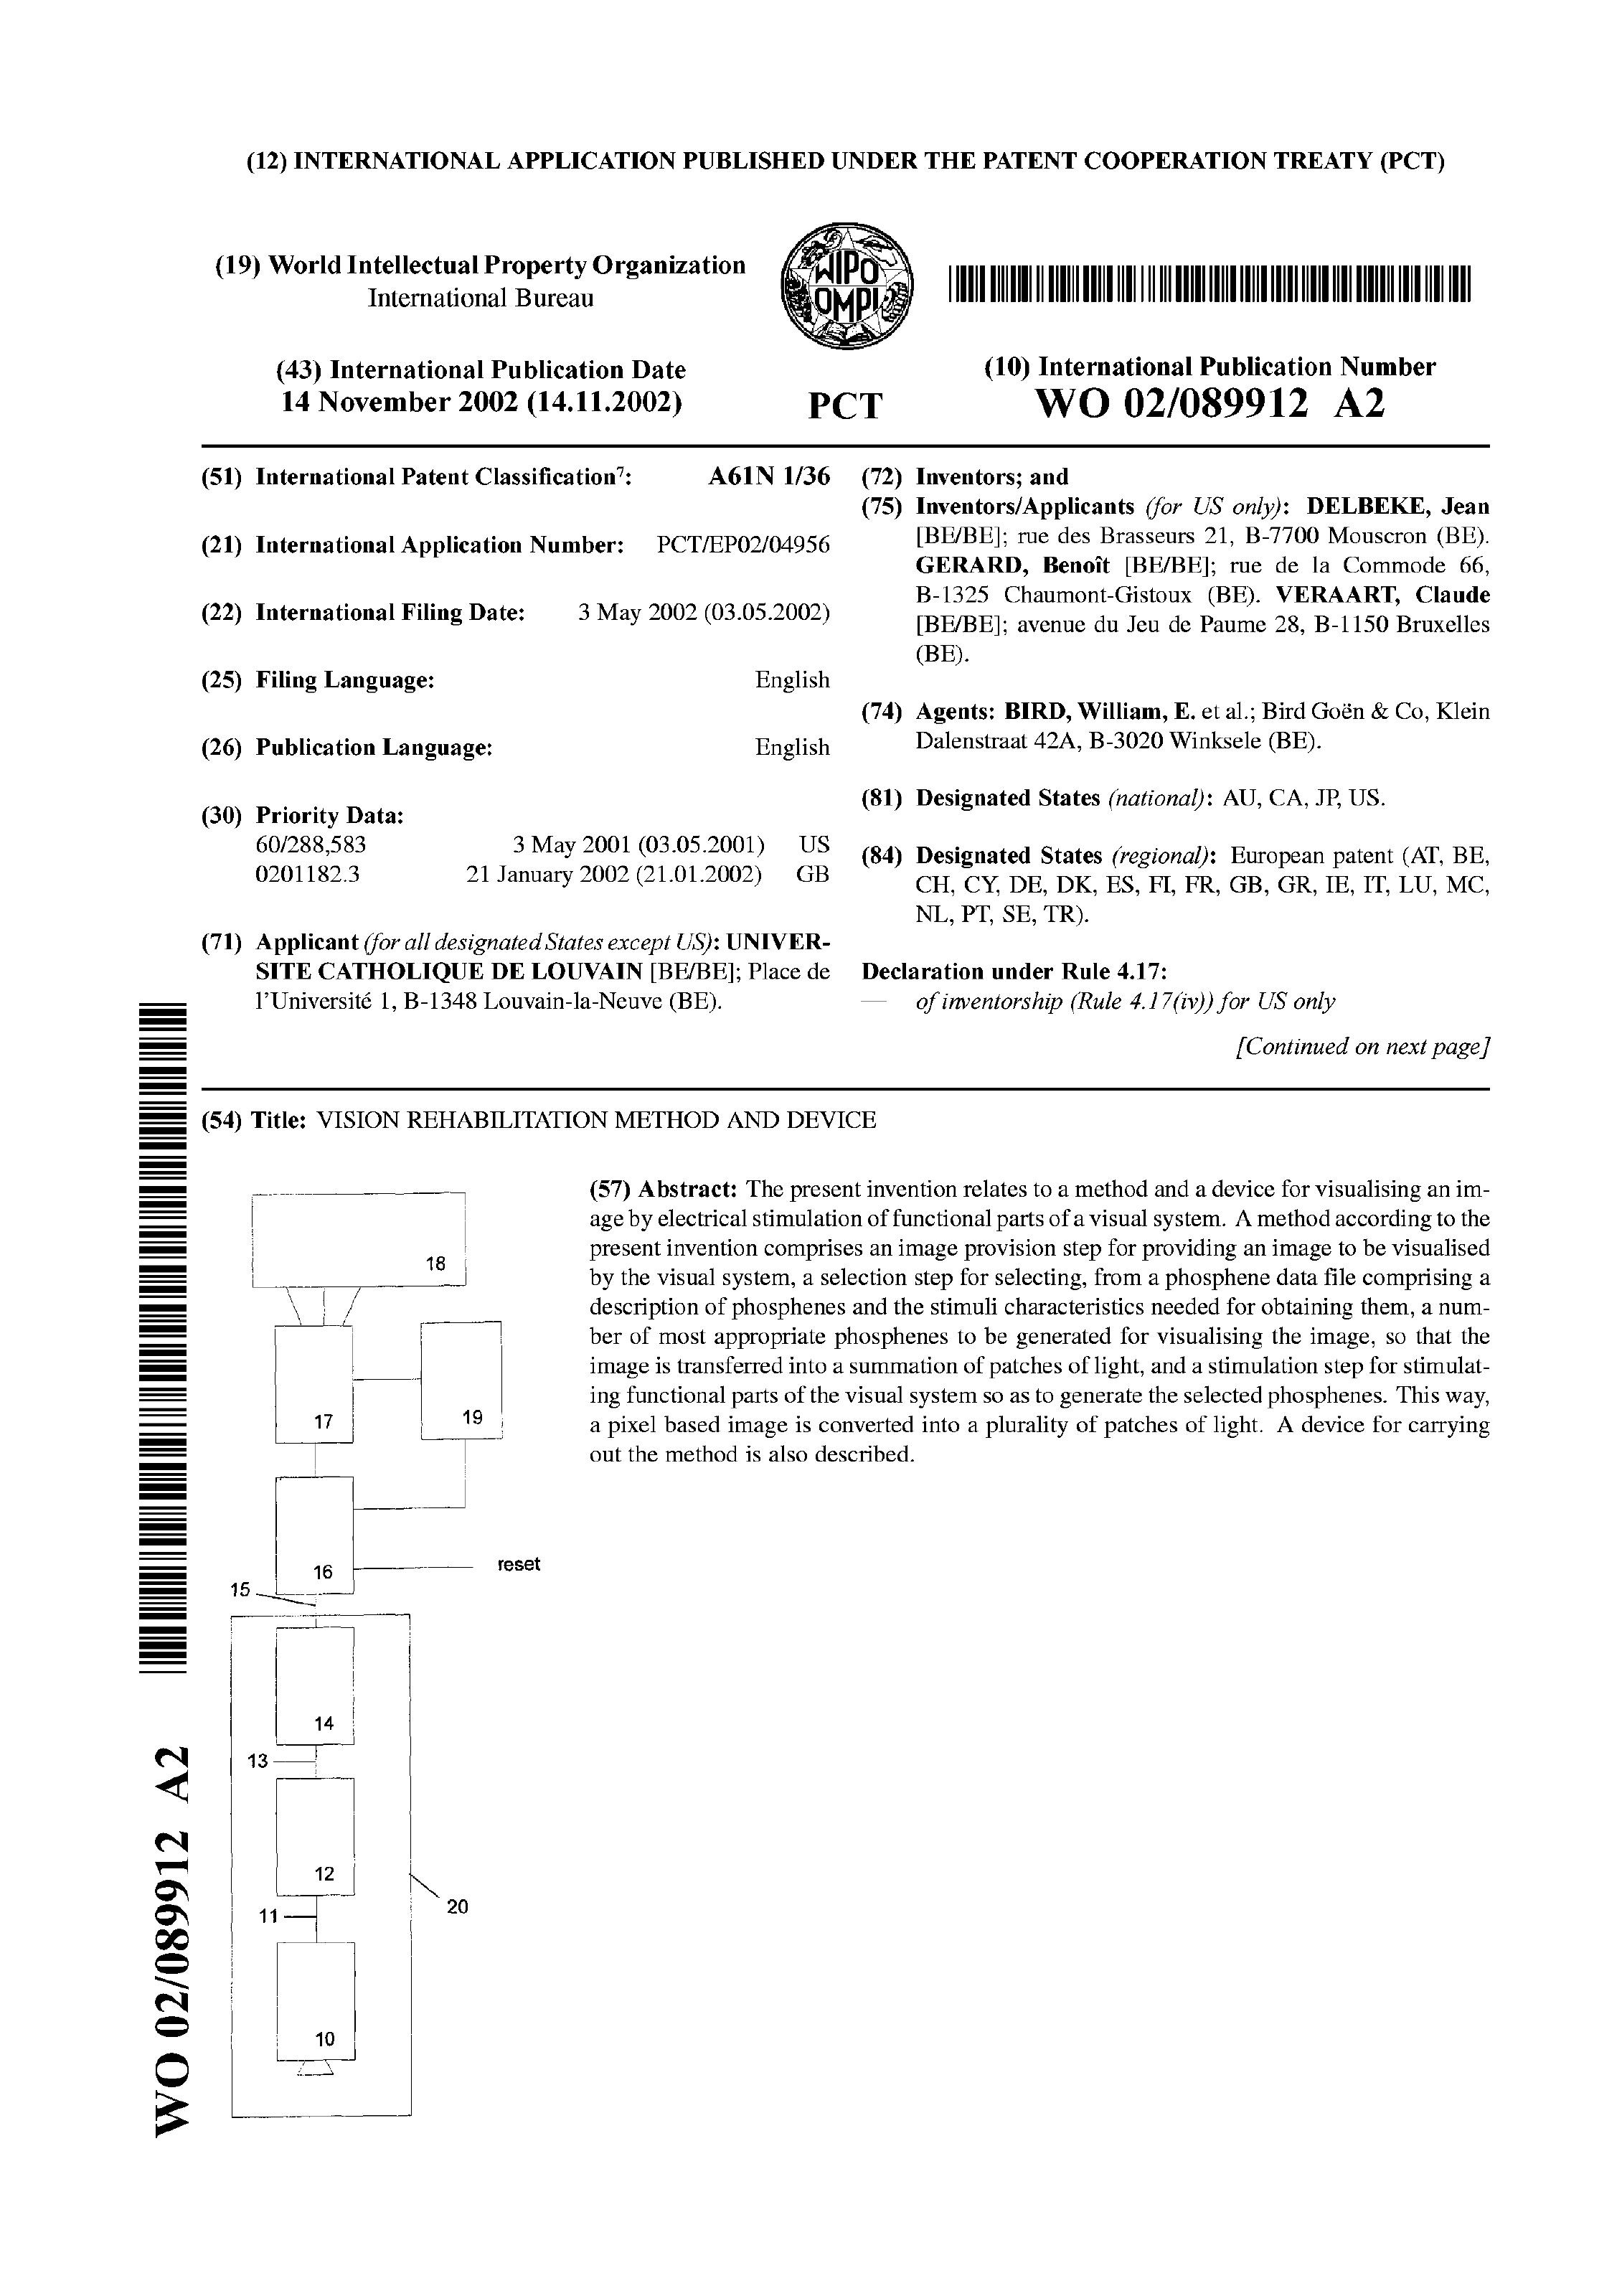 (12) INTERNATIONAL APPLICATION PUBLISHED UNDER THE PATENT COOPERATION TREATY (PCT)
(19) World Intellectual Property Organization
International Bureau
WIPO
OMPI
(43) International Publication Date
14 November 2002 (14.11.2002)
PCT
(10) International Publication Number
WO 02/089912 A2
(51) International Patent Classification⁷: A61N 1/36
(21) International Application Number: PCT/EP02/04956
(22) International Filing Date: 3 May 2002 (03.05.2002)
(25) Filing Language: English
(26) Publication Language: English
(30) Priority Data:
60/288,583 3 May 2001 (03.05.2001) US
0201182.3 21 January 2002 (21.01.2002) GB
(71) Applicant (for all designated States except US): UNIVER-
SITE CATHOLIQUE DE LOUVAIN [BE/BE]; Place de
l'Université 1, B-1348 Louvain-la-Neuve (BE).
(72) Inventors; and
(75) Inventors/Applicants (for US only): DELBEKE, Jean
[BE/BE]; rue des Brasseurs 21, B-7700 Mouscron (BE).
GERARD, Benoît [BE/BE]; rue de la Commode 66,
B-1325 Chaumont-Gistoux (BE). VERAART, Claude
[BE/BE]; avenue du Jeu de Paume 28, B-1150 Bruxelles
(BE).
(74) Agents: BIRD, William, E. et al.; Bird Goën & Co, Klein
Dalenstraat 42A, B-3020 Winksele (BE).
(81) Designated States (national): AU, CA, JP, US.
(84) Designated States (regional): European patent (AT, BE,
CH, CY, DE, DK, ES, FI, FR, GB, GR, IE, IT, LU, MC,
NL, PT, SE, TR).
Declaration under Rule 4.17:
— of inventorship (Rule 4.17(iv)) for US only
[Continued on next page]
(54) Title: VISION REHABILITATION METHOD AND DEVICE
(57) Abstract: The present invention relates to a method and a device for visualising an im-
age by electrical stimulation of functional parts of a visual system. A method according to the
present invention comprises an image provision step for providing an image to be visualised
by the visual system, a selection step for selecting, from a phosphene data file comprising a
description of phosphenes and the stimuli characteristics needed for obtaining them, a num-
ber of most appropriate phosphenes to be generated for visualising the image, so that the
image is transferred into a summation of patches of light, and a stimulation step for stimulat-
ing functional parts of the visual system so as to generate the selected phosphenes. This way,
a pixel based image is converted into a plurality of patches of light. A device for carrying
out the method is also described.
18
17
19
16
reset
15
14
13
12
20
11
10
WO 02/089912 A2